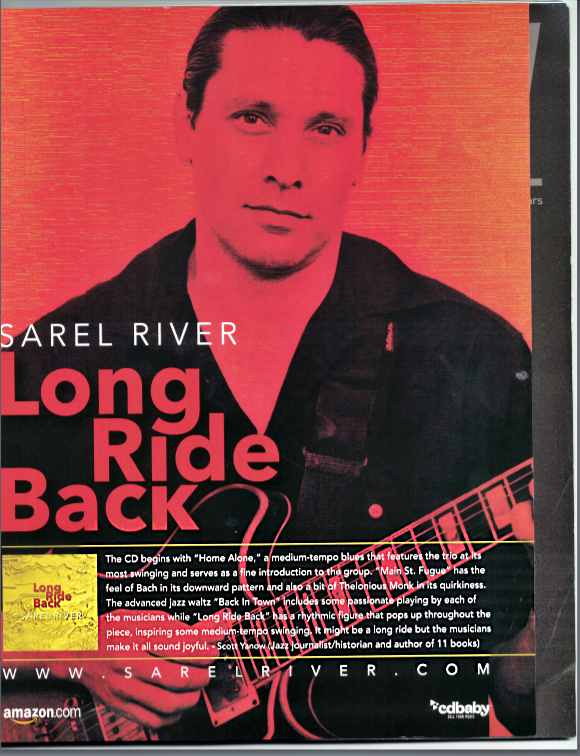 ars
SAREL RIVER
Long
Ride
Back
The CD begins with "Home Alone," a medium-tempo blues that features the trio at its
most swinging and serves as a fine introduction to the group. "Main St. Fugue" has the
feel of Bach in its downward pattern and also a bit of Thelonious Monk in its quirkiness.
The advanced jazz waltz "Back In Town" includes some passionate playing by each of
the musicians while "Long Ride Back" has a rhythmic figure that pops up throughout the
piece, inspiring some medium-tempo swinging. It might be a long ride but the musicians
make it all sound joyful. - Scott Yanow (Jazz journalist/historian and author of 11 books)
Long
Ride
Back
SAREL RIVER
WWW.SARELRIVER.COM
amazon.com
cdbaby
SELL YOUR MUSIC